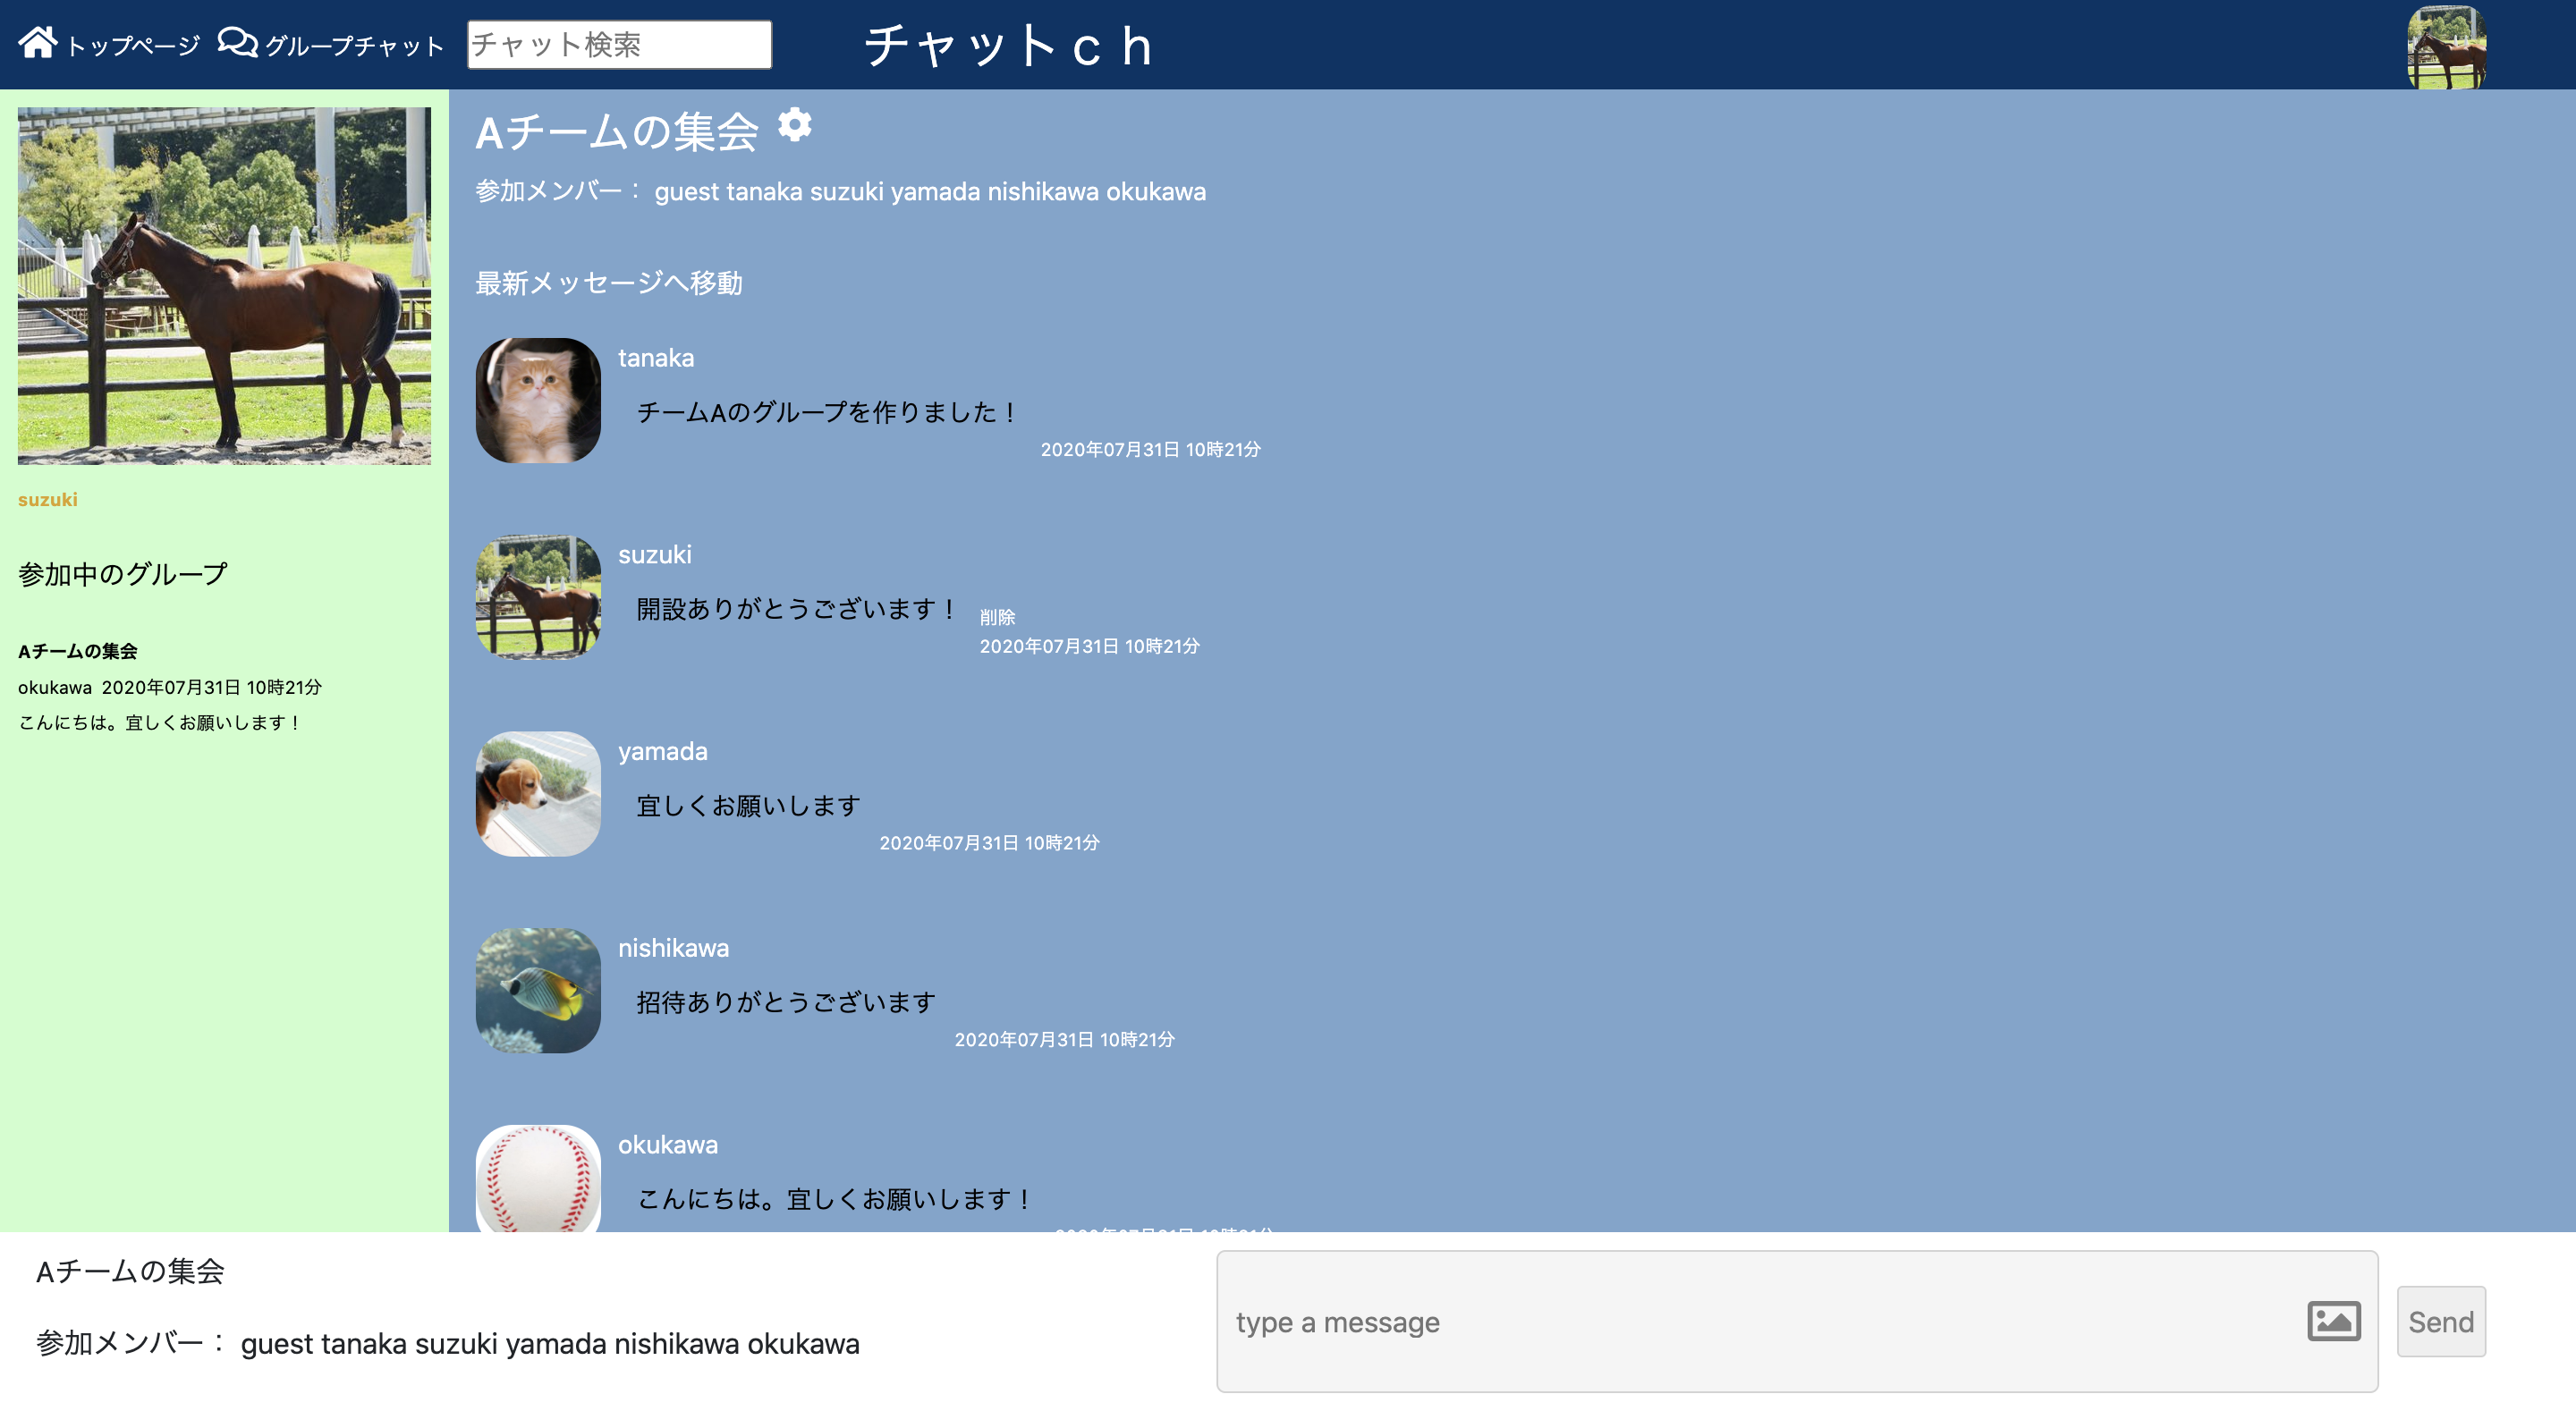 トップページ グループチャット チャット検索 チャットｃｈ
suzuki
参加中のグループ
Aチームの集会
okukawa 2020年07月31日 10時21分
こんにちは。宜しくお願いします！
Aチームの集会
参加メンバー： guest tanaka suzuki yamada nishikawa okukawa
最新メッセージへ移動
tanaka
チームAのグループを作りました！
2020年07月31日 10時21分
suzuki
開設ありがとうございます！
削除
2020年07月31日 10時21分
yamada
宜しくお願いします
2020年07月31日 10時21分
nishikawa
招待ありがとうございます
2020年07月31日 10時21分
okukawa
こんにちは。宜しくお願いします！
Aチームの集会
参加メンバー： guest tanaka suzuki yamada nishikawa okukawa
type a message
Send